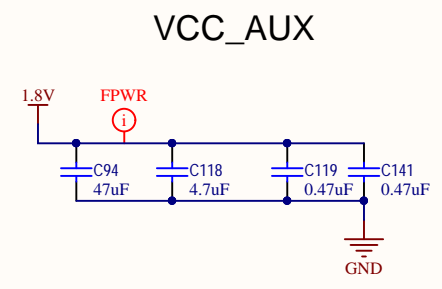 VCC_AUX
1.8V
FPWR
i
C94
47uF
C118
4.7uF
C119
0.47uF
C141
0.47uF
GND